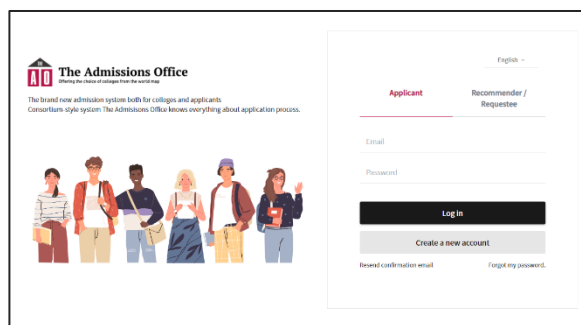 The Admissions Office
Offering the choice of colleges from the world map
The brand new admission system both for colleges and applicants
Consortium-style system The Admissions Office knows everything about application process.
English
Applicant
Recommender /
Requestee
Email
Password
Log in
Create a new account
Resend confirmation email
Forgot my password.